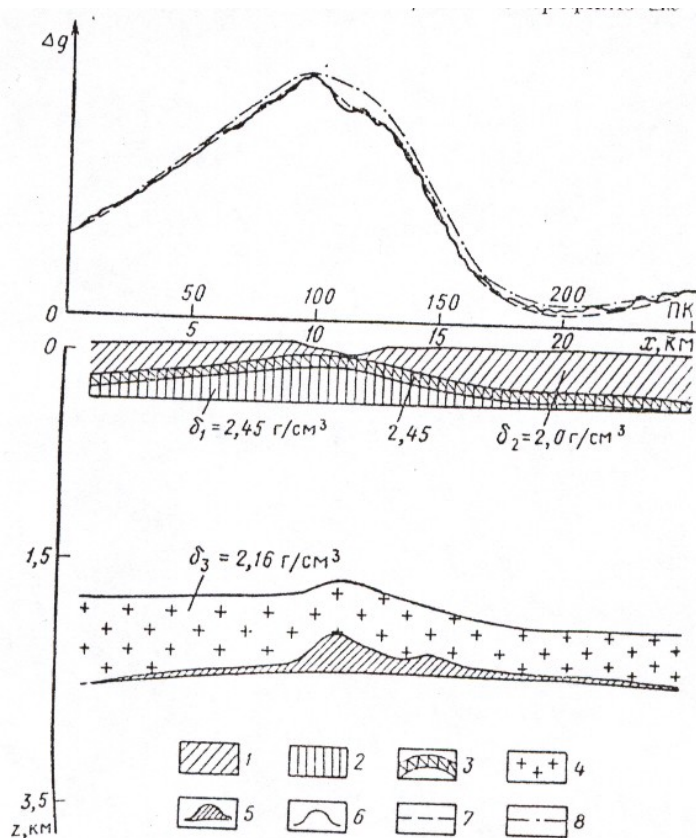 Δg
0
50 100 150 200 ПК
5 10 15 20 x, км
0
δ₁=2,45 г/см³ 2,45 δ₂=2,0 г/см³
1,5
δ₃=2,16 г/см³
1 2 3 4
3,5
5 6 7 8
z, км